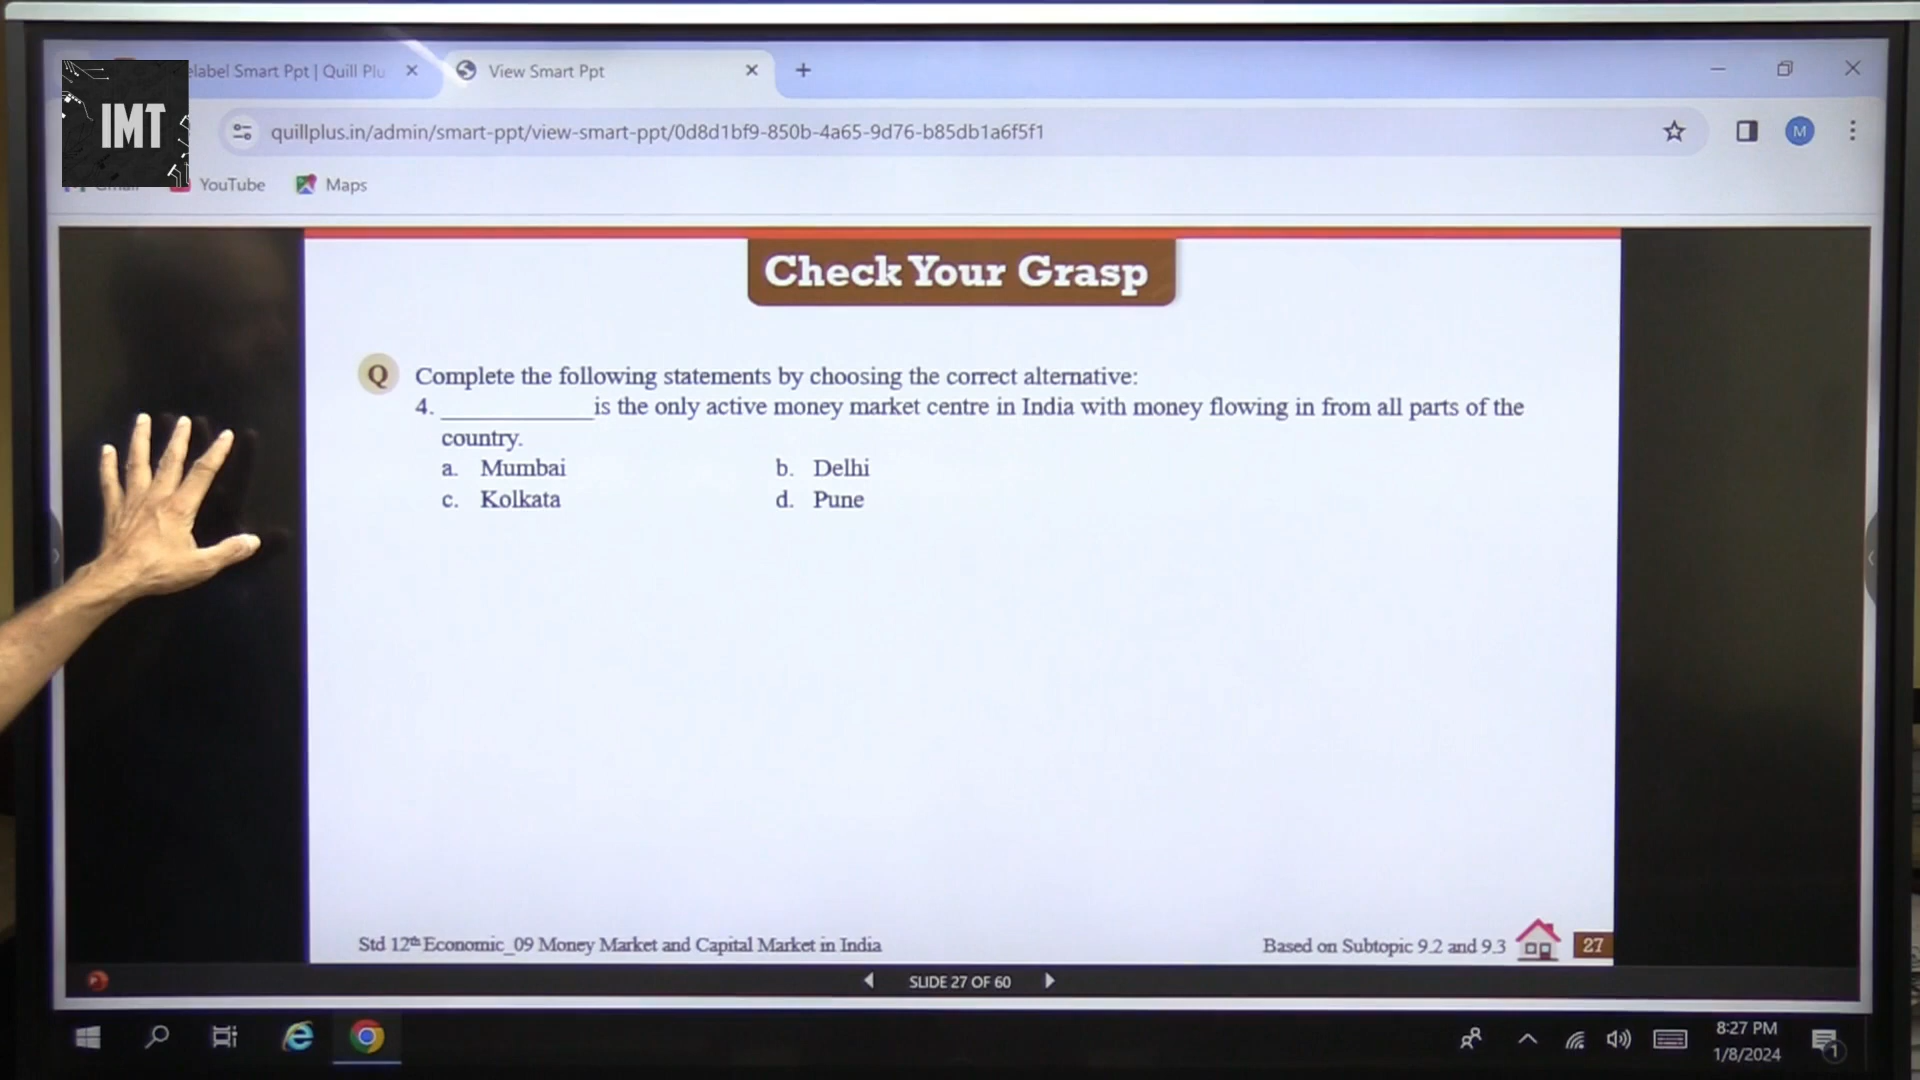 elabel Smart Ppt | Quill Plu
View Smart Ppt
IMT
quillplus.in/admin/smart-ppt/view-smart-ppt/0d8d1bf9-850b-4a65-9d76-b85db1a6f5f1
M
YouTube
Maps
Check Your Grasp
Q Complete the following statements by choosing the correct alternative:
4. ____________ is the only active money market centre in India with money flowing in from all parts of the
country.
a. Mumbai b. Delhi
c. Kolkata d. Pune
Std 12th Economic_09 Money Market and Capital Market in India
Based on Subtopic 9.2 and 9.3 27
SLIDE 27 OF 60
8:27 PM
1/8/2024
1